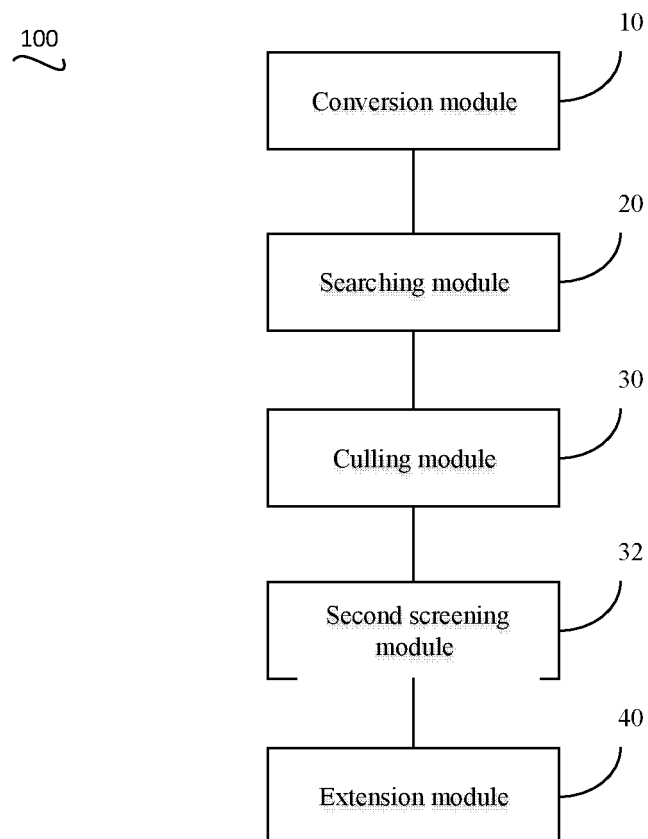 100
10
Conversion module
20
Searching module
30
Culling module
32
Second screening
module
40
Extension module